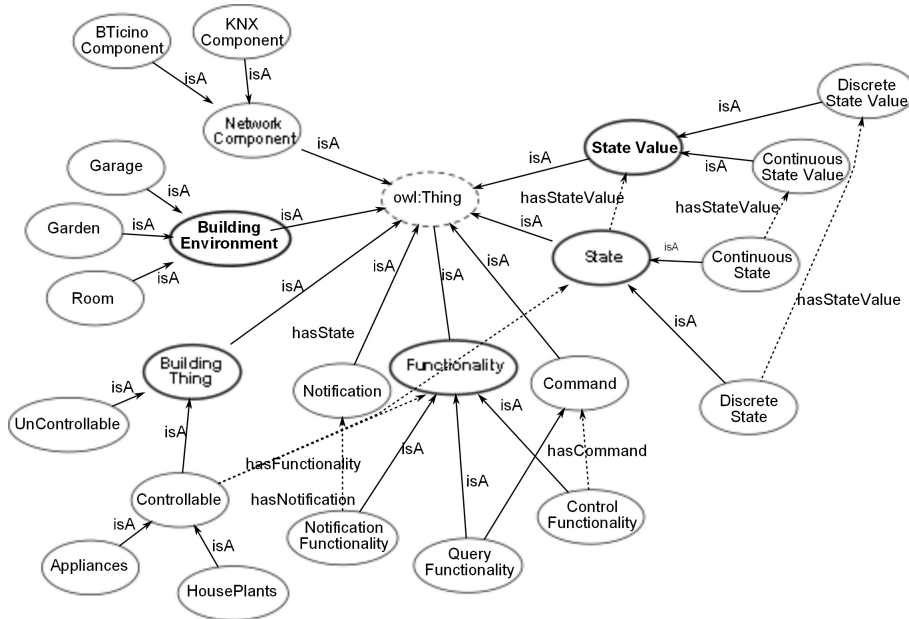 BTicino
Component
KNX
Component
isA
isA
Network
Component
isA
Discrete
State Value
isA
State Value
isA
isA
Continuous
State Value
Garage
isA
Garden
isA
Building
Environment
isA
Room
isA
owl:Thing
hasStateValue
hasStateValue
isA
State
isA
Continuous
State
hasStateValue
isA
isA
isA
isA
isA
hasState
Building
Thing
Notification
Functionality
Command
Discrete
State
UnControllable
isA
isA
isA
isA
hasCommand
hasFunctionality
isA
hasNotification
Controllable
Notification
Functionality
Query
Functionality
Control
Functionality
isA
Appliances
isA
HousePlants